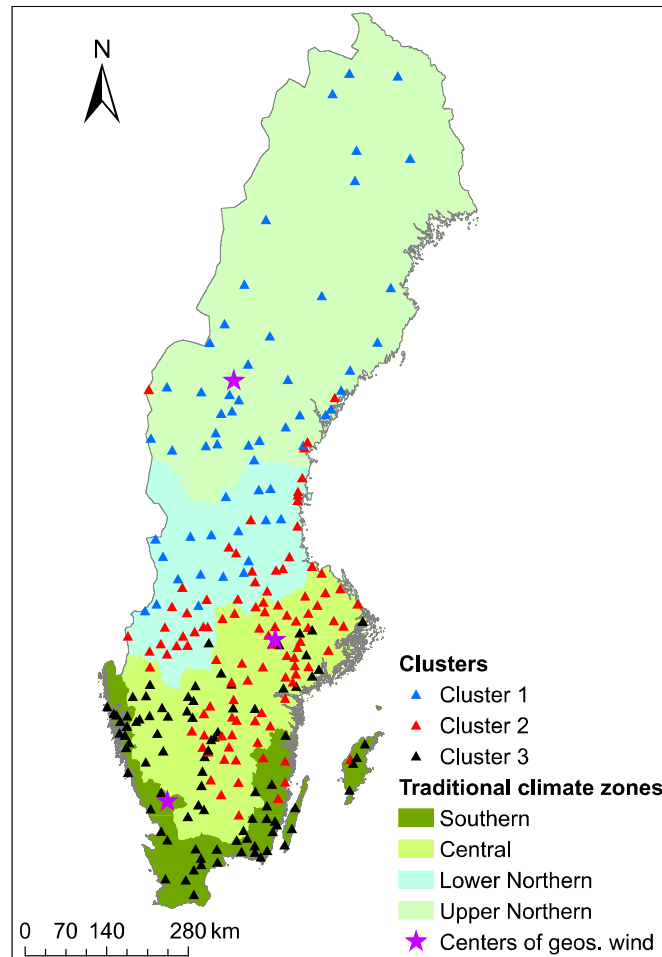 N
Clusters
Cluster 1
Cluster 2
Cluster 3
Traditional climate zones
Southern
Central
Lower Northern
Upper Northern
Centers of geos. wind
0 70 140 280 km